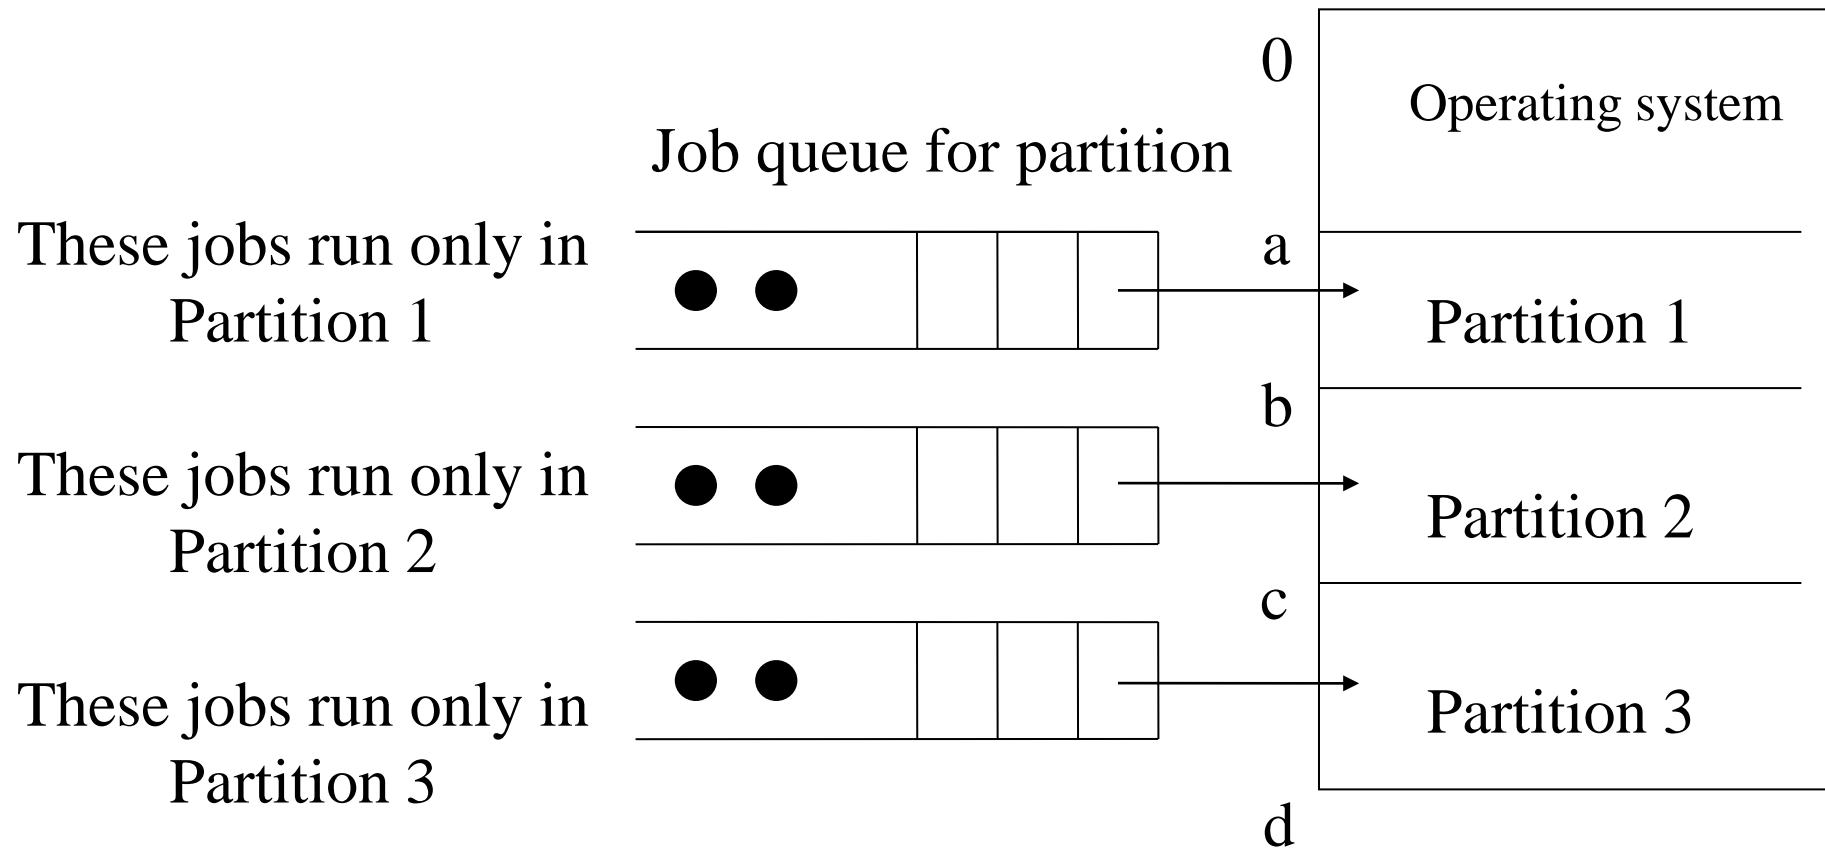 0
Operating system
Job queue for partition
These jobs run only in
Partition 1
a
Partition 1
b
These jobs run only in
Partition 2
Partition 2
c
These jobs run only in
Partition 3
Partition 3
d